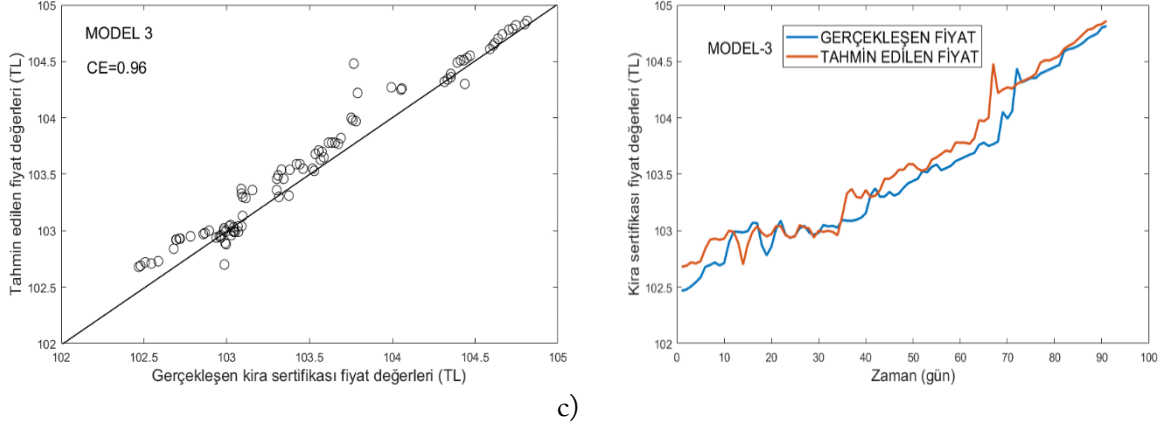 MODEL 3
CE=0.96
105
104.5
104
103.5
103
102.5
102
102 102.5 103 103.5 104 104.5 105
Tahmin edilen fiyat değerleri (TL)
Gerçekleşen kira sertifikası fiyat değerleri (TL)
MODEL-3
GERÇEKLEŞEN FİYAT
TAHMİN EDİLEN FİYAT
105
104.5
104
103.5
103
102.5
102
0 10 20 30 40 50 60 70 80 90 100
Kira sertifikası fiyat değerleri (TL)
Zaman (gün)
c)